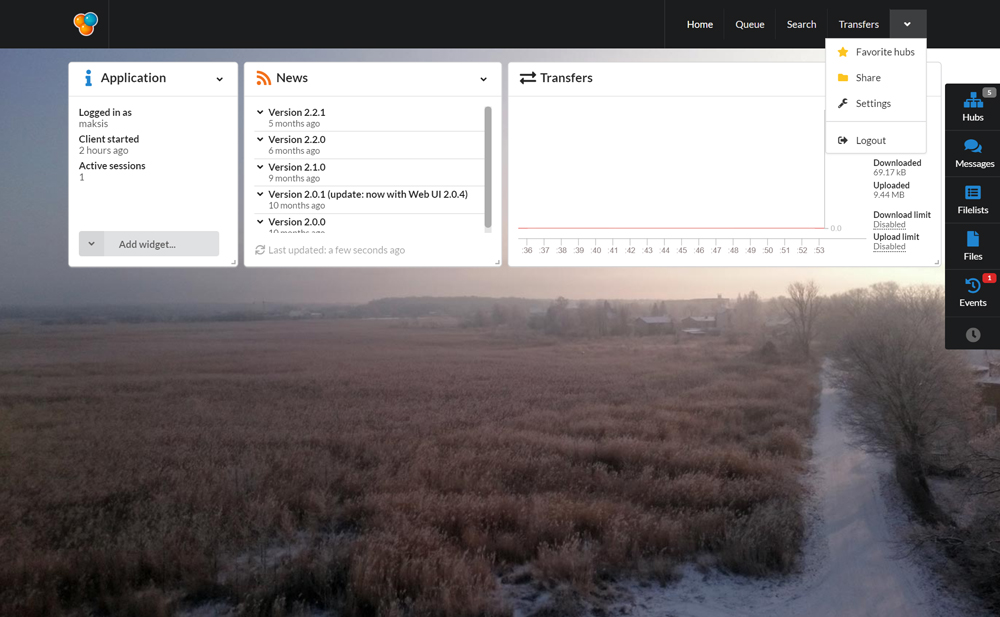 Home
Queue
Search
Transfers
Favorite hubs
Share
Settings
Logout
Application
Logged in as
maksis
Client started
2 hours ago
Active sessions
1
Add widget...
News
Version 2.2.1
5 months ago
Version 2.2.0
6 months ago
Version 2.1.0
9 months ago
Version 2.0.1 (update: now with Web UI 2.0.4)
10 months ago
Version 2.0.0
10 months ago
Last updated: a few seconds ago
Transfers
0.0
:36 :37 :38 :39 :40 :41 :42 :43 :44 :45 :46 :47 :48 :49 :50 :51 :52 :53
Downloaded
69.17 kB
Uploaded
9.44 MB
Download limit
Disabled
Upload limit
Disabled
5
Hubs
Messages
Filelists
Files
1
Events